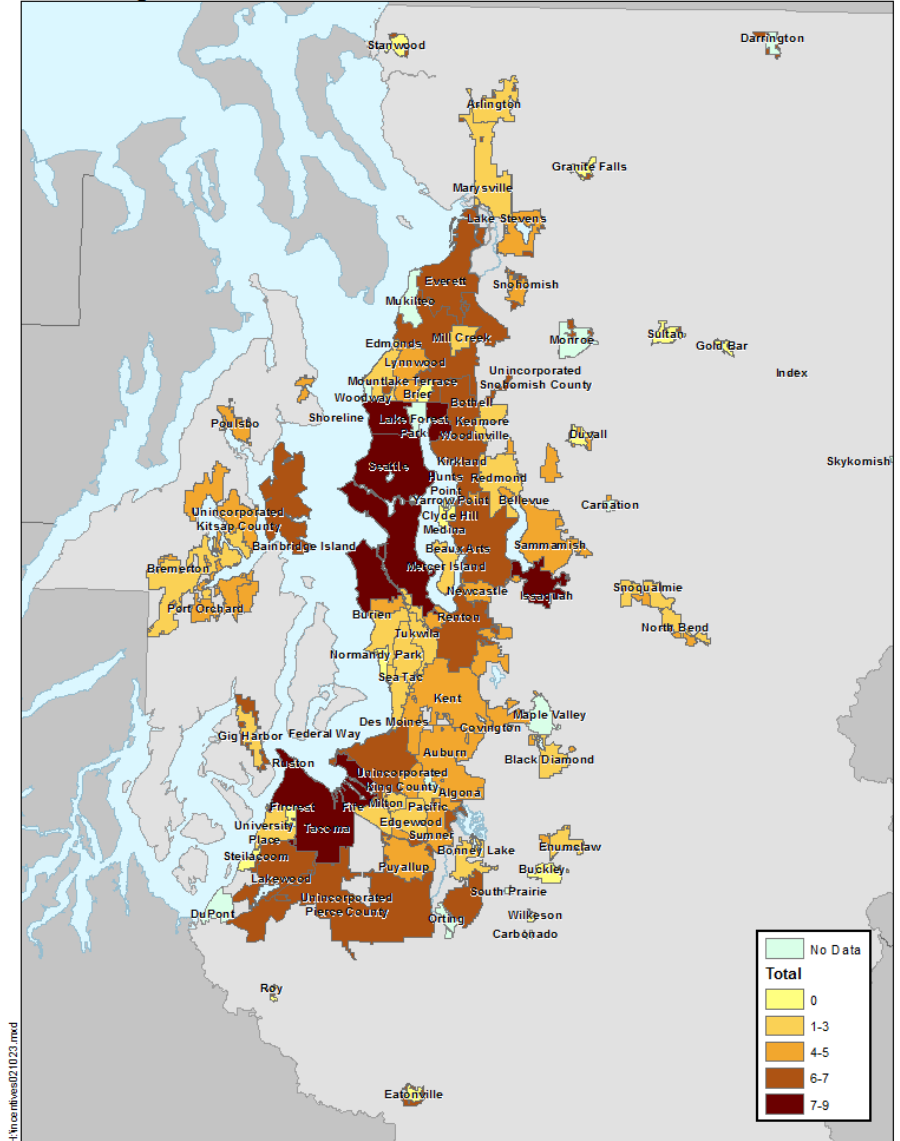 Stanwood
Darrington
Arlington
Granite Falls
Marysville
Lake Stevens
Everett
Snohomish
Mukilteo
Mill Creek
Monroe
Sultan
Gold Bar
Edmonds
Lynnwood
Unincorporated
Snohomish County
Index
Mountlake Terrace
Woodway
Brier
Bothell
Shoreline
Lake Forest
Park
Kenmore
Woodinville
Poulsbo
Duvall
Seattle
Kirkland
Skykomish
Hunts
Point
Redmond
Yarrow Point
Bellevue
Carnation
Unincorporated
Kitsap County
Clyde Hill
Medina
Bainbridge Island
Beaux Arts
Sammamish
Bremerton
Mercer Island
Newcastle
Issaquah
Snoqualmie
Port Orchard
Burien
Renton
North Bend
Tukwila
Normandy Park
SeaTac
Kent
Des Moines
Maple Valley
Gig Harbor
Federal Way
Covington
Auburn
Black Diamond
Ruston
Unincorporated
King County
Algona
Fircrest
Fife
Milton
Pacific
University
Place
Tacoma
Edgewood
Sumner
Bonney Lake
Enumclaw
Steilacoom
Puyallup
Buckley
Lakewood
South Prairie
Unincorporated
Pierce County
DuPont
Orting
Wilkeson
Carbonado
Roy
Eatonville
No Data
Total
0
1-3
4-5
6-7
7-9
H:\incentives021023.mxd